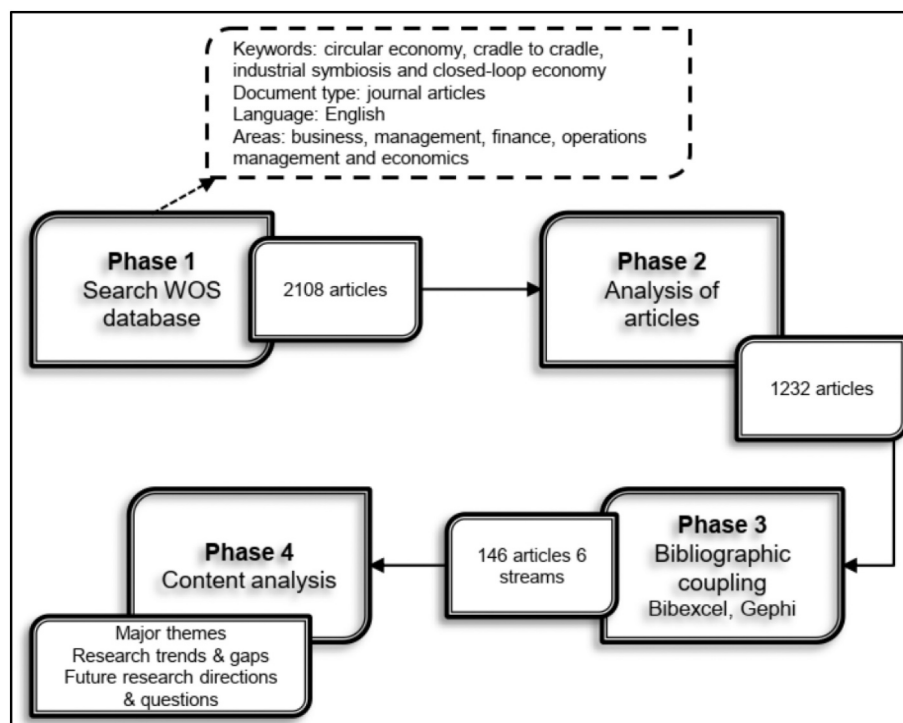 Keywords: circular economy, cradle to cradle,
industrial symbiosis and closed-loop economy
Document type: journal articles
Language: English
Areas: business, management, finance, operations
management and economics
Phase 1
Search WOS
database
2108 articles
Phase 2
Analysis of
articles
1232 articles
Phase 3
Bibliographic
coupling
Bibexcel, Gephi
146 articles 6
streams
Phase 4
Content analysis
Major themes
Research trends & gaps
Future research directions
& questions